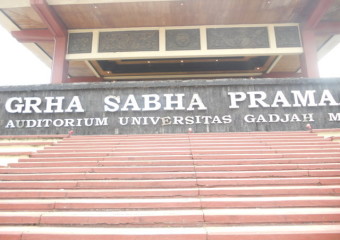 GRHA SABHA PRAMA
AUDITORIUM UNIVERSITAS GADJAH M